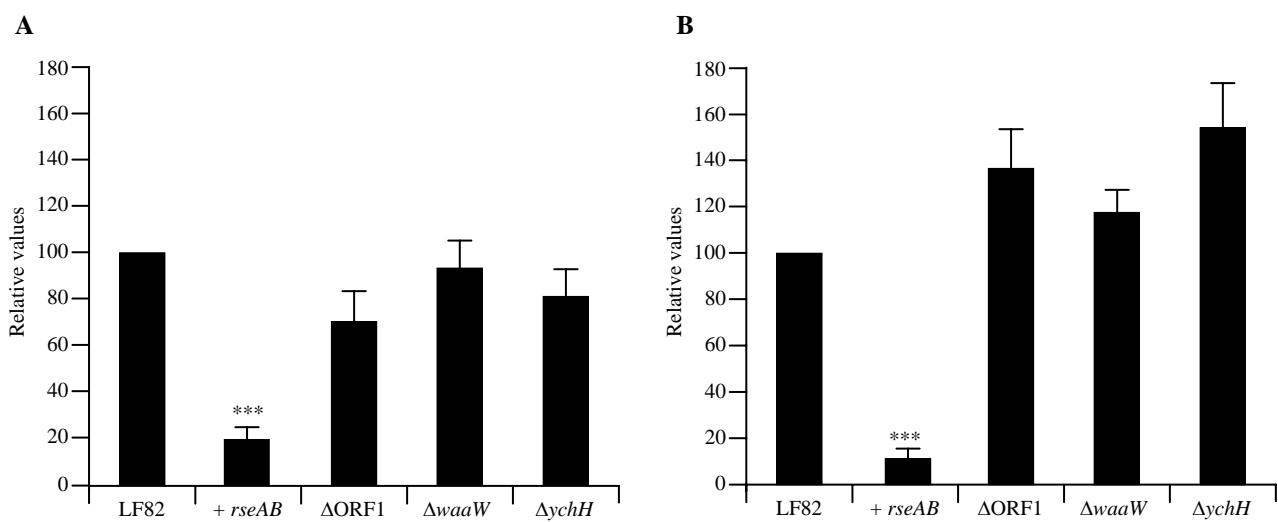 A
Relative values
180
160
140
120
100
80
60
40
20
0
***
LF82
+ rseAB
ΔORF1
ΔwaaW
ΔychH
B
Relative values
180
160
140
120
100
80
60
40
20
0
***
LF82
+ rseAB
ΔORF1
ΔwaaW
ΔychH